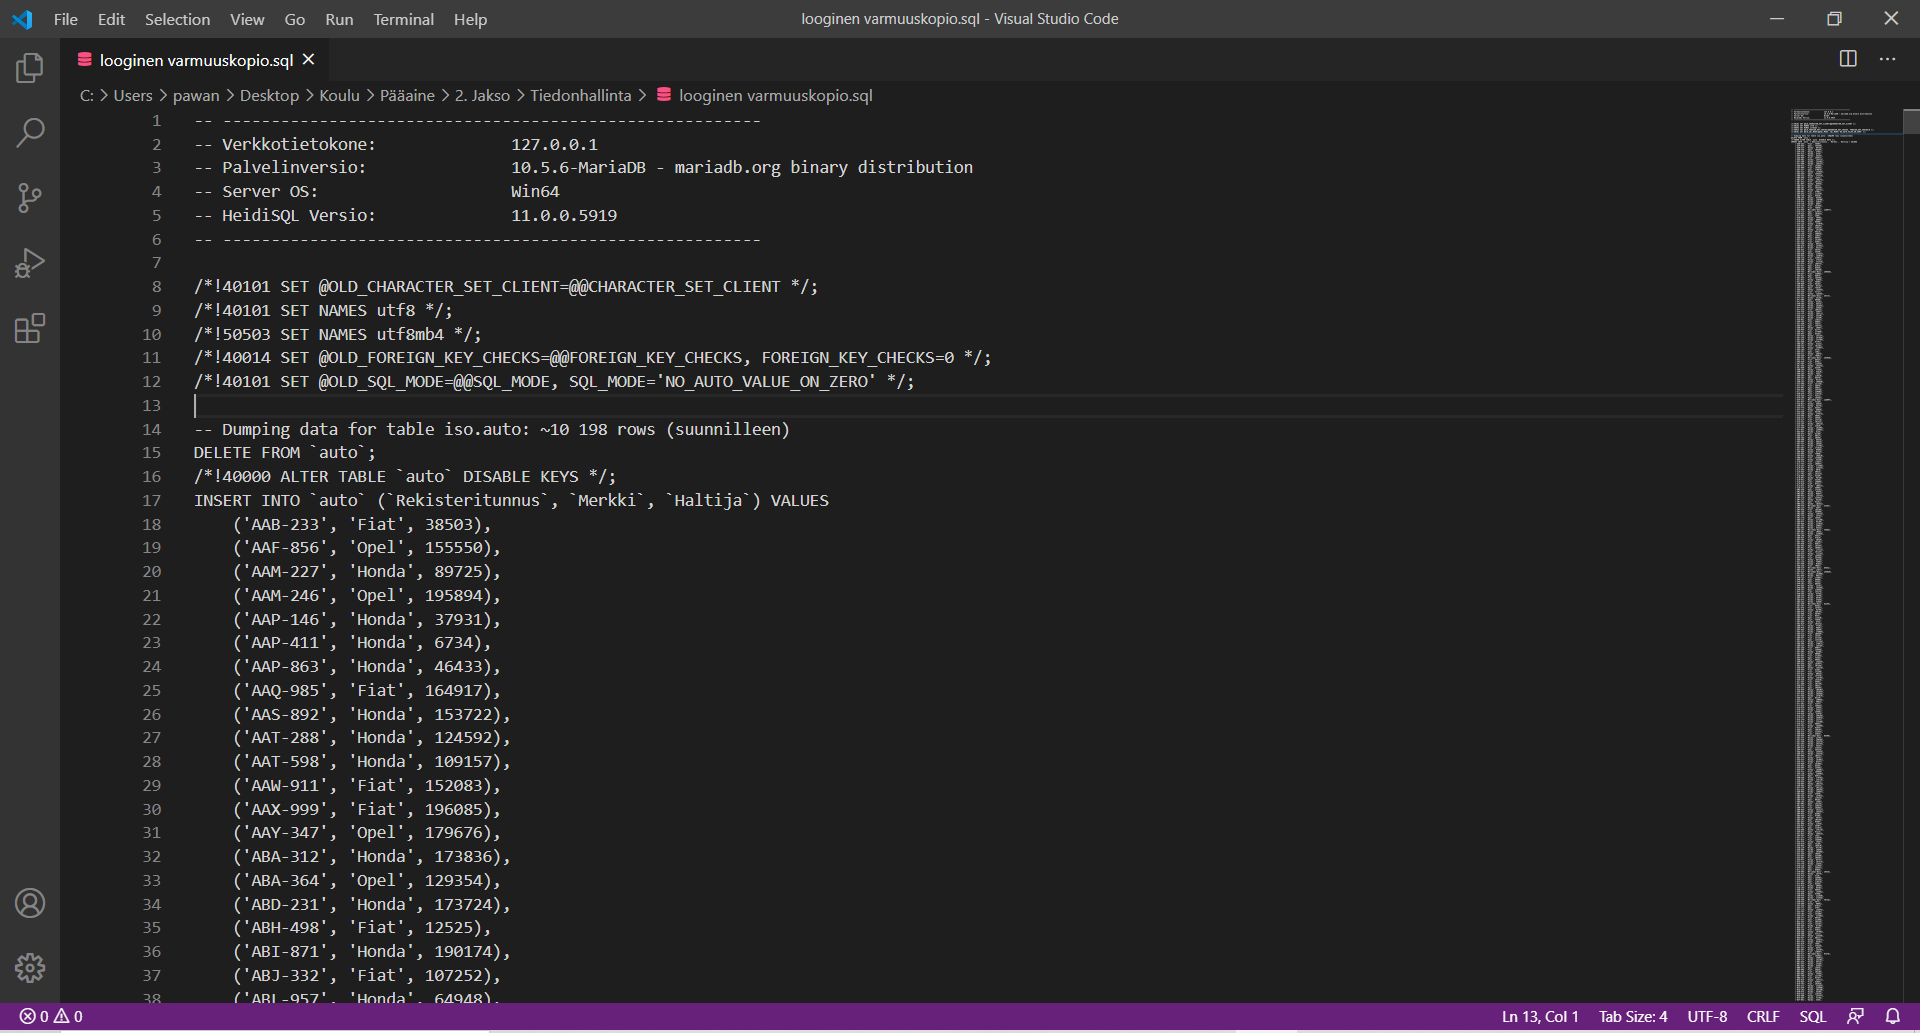 File Edit Selection View Go Run Terminal Help looginen varmuuskopio.sql - Visual Studio Code
looginen varmuuskopio.sql
C: > Users > pawan > Desktop > Koulu > Pääaine > 2. Jakso > Tiedonhallinta > looginen varmuuskopio.sql
1 -- --------------------------------------------------------
2 -- Verkkotietokone: 127.0.0.1
3 -- Palvelinversio: 10.5.6-MariaDB - mariadb.org binary distribution
4 -- Server OS: Win64
5 -- HeidiSQL Versio: 11.0.0.5919
6 -- --------------------------------------------------------
7
8 /*!40101 SET @OLD_CHARACTER_SET_CLIENT=@@CHARACTER_SET_CLIENT */;
9 /*!40101 SET NAMES utf8 */;
10 /*!50503 SET NAMES utf8mb4 */;
11 /*!40014 SET @OLD_FOREIGN_KEY_CHECKS=@@FOREIGN_KEY_CHECKS, FOREIGN_KEY_CHECKS=0 */;
12 /*!40101 SET @OLD_SQL_MODE=@@SQL_MODE, SQL_MODE='NO_AUTO_VALUE_ON_ZERO' */;
13
14 -- Dumping data for table iso.auto: ~10 198 rows (suunnilleen)
15 DELETE FROM `auto`;
16 /*!40000 ALTER TABLE `auto` DISABLE KEYS */;
17 INSERT INTO `auto` (`Rekisteritunnus`, `Merkki`, `Haltija`) VALUES
18 ('AAB-233', 'Fiat', 38503),
19 ('AAF-856', 'Opel', 155550),
20 ('AAM-227', 'Honda', 89725),
21 ('AAM-246', 'Opel', 195894),
22 ('AAP-146', 'Honda', 37931),
23 ('AAP-411', 'Honda', 6734),
24 ('AAP-863', 'Honda', 46433),
25 ('AAQ-985', 'Fiat', 164917),
26 ('AAS-892', 'Honda', 153722),
27 ('AAT-288', 'Honda', 124592),
28 ('AAT-598', 'Honda', 109157),
29 ('AAW-911', 'Fiat', 152083),
30 ('AAX-999', 'Fiat', 196085),
31 ('AAY-347', 'Opel', 179676),
32 ('ABA-312', 'Honda', 173836),
33 ('ABA-364', 'Opel', 129354),
34 ('ABD-231', 'Honda', 173724),
35 ('ABH-498', 'Fiat', 12525),
36 ('ABI-871', 'Honda', 190174),
37 ('ABJ-332', 'Fiat', 107252),
38 ('ABL-957', 'Honda', 64948),
0 0 Ln 13, Col 1 Tab Size: 4 UTF-8 CRLF SQL